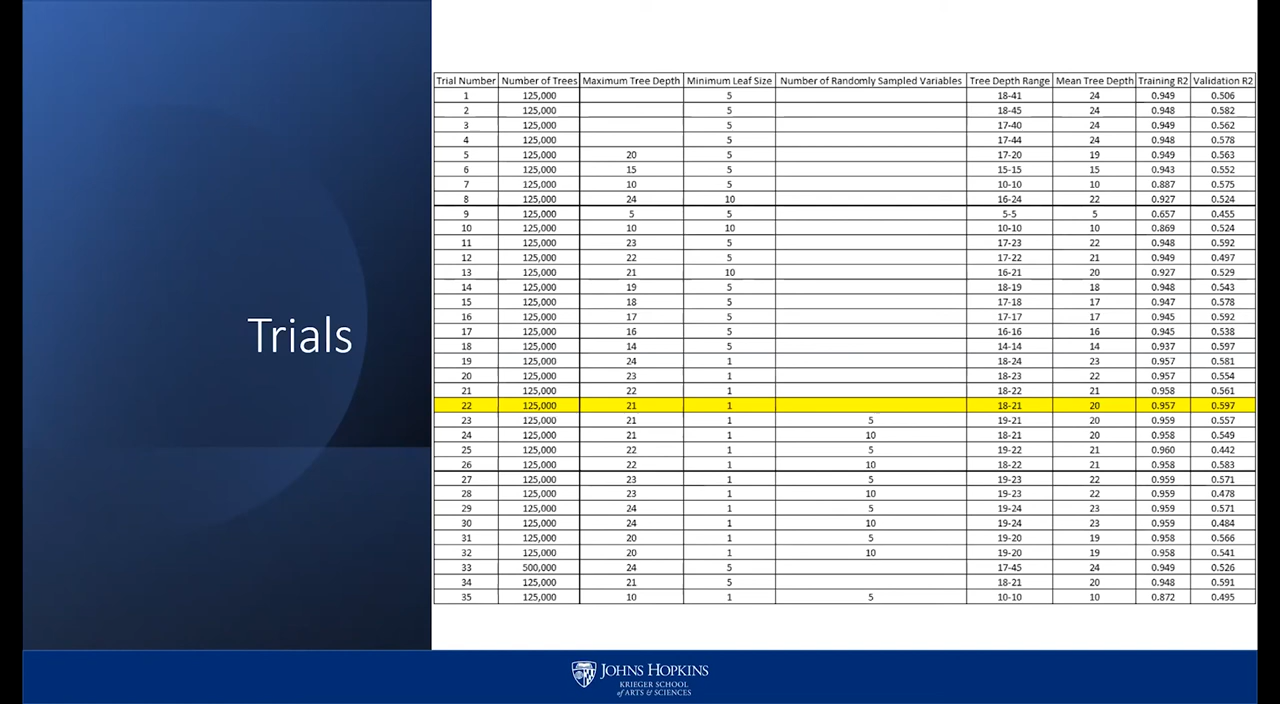 Trials
Trial Number Number of Trees Maximum Tree Depth Minimum Leaf Size Number of Randomly Sampled Variables Tree Depth Range Mean Tree Depth Training R2 Validation R2
1 125,000 5 18-41 24 0.949 0.506
2 125,000 5 18-45 24 0.948 0.582
3 125,000 5 17-40 24 0.949 0.562
4 125,000 5 17-44 24 0.948 0.578
5 125,000 20 5 17-20 19 0.949 0.563
6 125,000 15 5 15-15 15 0.943 0.552
7 125,000 10 5 10-10 10 0.887 0.575
8 125,000 24 10 16-24 22 0.927 0.524
9 125,000 5 5 5-5 5 0.657 0.455
10 125,000 10 10 10-10 10 0.869 0.524
11 125,000 23 5 17-23 22 0.948 0.592
12 125,000 22 5 17-22 21 0.949 0.497
13 125,000 21 10 16-21 20 0.927 0.529
14 125,000 19 5 18-19 18 0.948 0.543
15 125,000 18 5 17-18 17 0.947 0.578
16 125,000 17 5 17-17 17 0.945 0.592
17 125,000 16 5 16-16 16 0.945 0.538
18 125,000 14 5 14-14 14 0.937 0.597
19 125,000 24 1 18-24 23 0.957 0.581
20 125,000 23 1 18-23 22 0.957 0.554
21 125,000 22 1 18-22 21 0.958 0.561
22 125,000 21 1 18-21 20 0.957 0.597
23 125,000 21 1 5 19-21 20 0.959 0.557
24 125,000 21 1 10 18-21 20 0.958 0.549
25 125,000 22 1 5 19-22 21 0.960 0.442
26 125,000 22 1 10 18-22 21 0.958 0.583
27 125,000 23 1 5 19-23 22 0.959 0.571
28 125,000 23 1 10 19-23 22 0.959 0.478
29 125,000 24 1 5 19-24 23 0.959 0.571
30 125,000 24 1 10 19-24 23 0.959 0.484
31 125,000 20 1 5 19-20 19 0.958 0.566
32 125,000 20 1 10 19-20 19 0.958 0.541
33 500,000 24 5 17-45 24 0.949 0.526
34 125,000 21 5 18-21 20 0.948 0.591
35 125,000 10 1 5 10-10 10 0.872 0.495
JOHNS HOPKINS
KRIEGER SCHOOL
of ARTS & SCIENCES